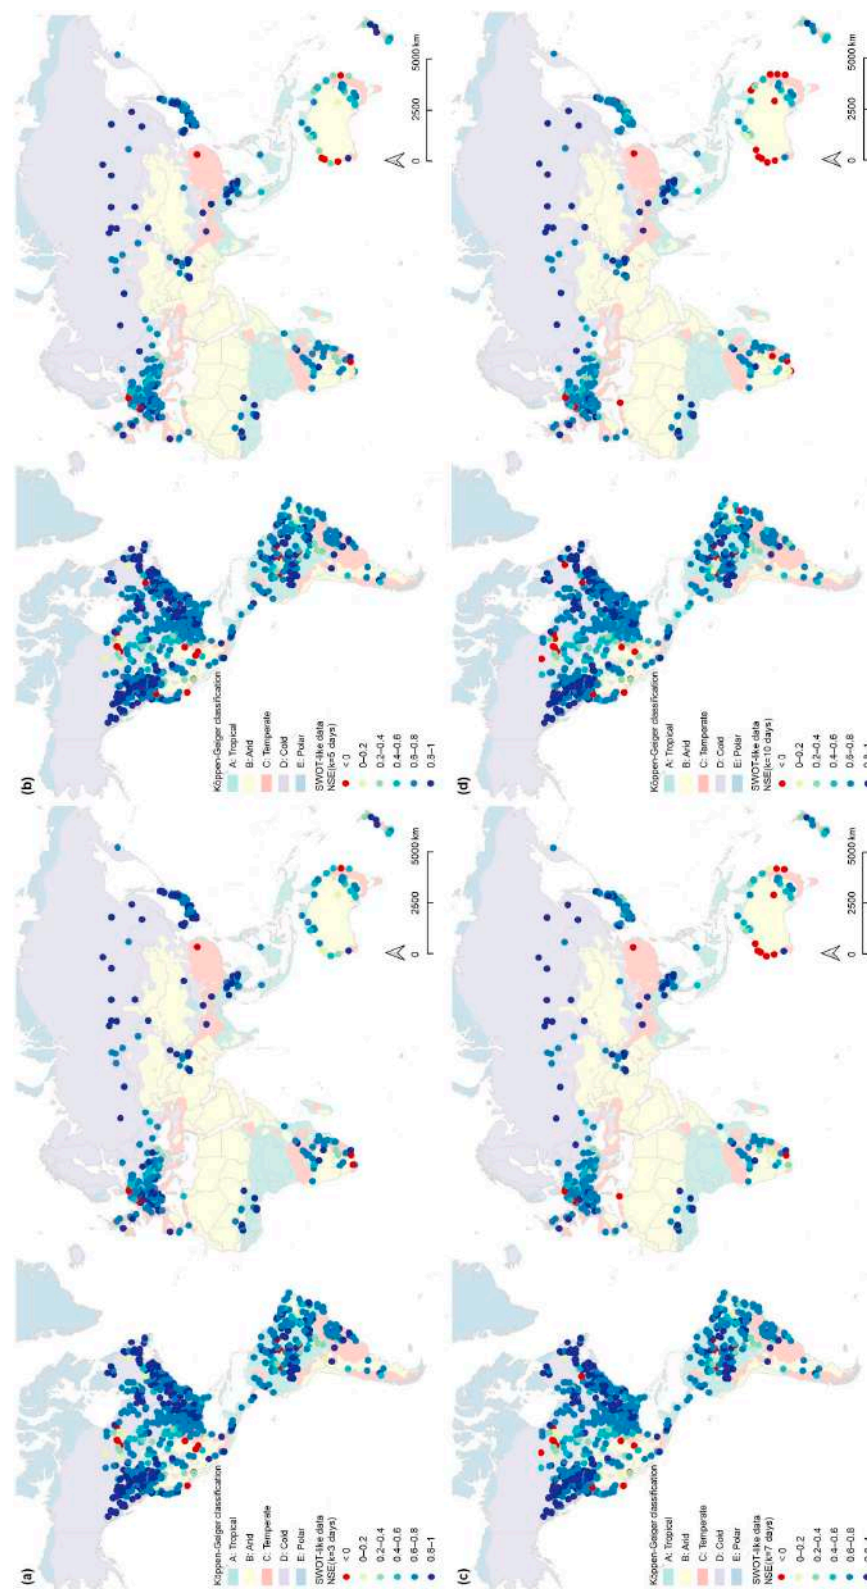 (a)
Köppen-Geiger classification
A: Tropical
B: Arid
C: Temperate
D: Cold
E: Polar
SWOT-like data
NSE(k=3 days)
< 0
0–0.2
0.2–0.4
0.4–0.6
0.6–0.8
0.8–1
0 2500 5000 km
(b)
Köppen-Geiger classification
A: Tropical
B: Arid
C: Temperate
D: Cold
E: Polar
SWOT-like data
NSE(k=5 days)
< 0
0–0.2
0.2–0.4
0.4–0.6
0.6–0.8
0.8–1
0 2500 5000 km
(c)
Köppen-Geiger classification
A: Tropical
B: Arid
C: Temperate
D: Cold
E: Polar
SWOT-like data
NSE(k=7 days)
< 0
0–0.2
0.2–0.4
0.4–0.6
0.6–0.8
0 2500 5000 km
(d)
Köppen-Geiger classification
A: Tropical
B: Arid
C: Temperate
D: Cold
E: Polar
SWOT-like data
NSE(k=10 days)
< 0
0–0.2
0.2–0.4
0.4–0.6
0.6–0.8
0 2500 5000 km